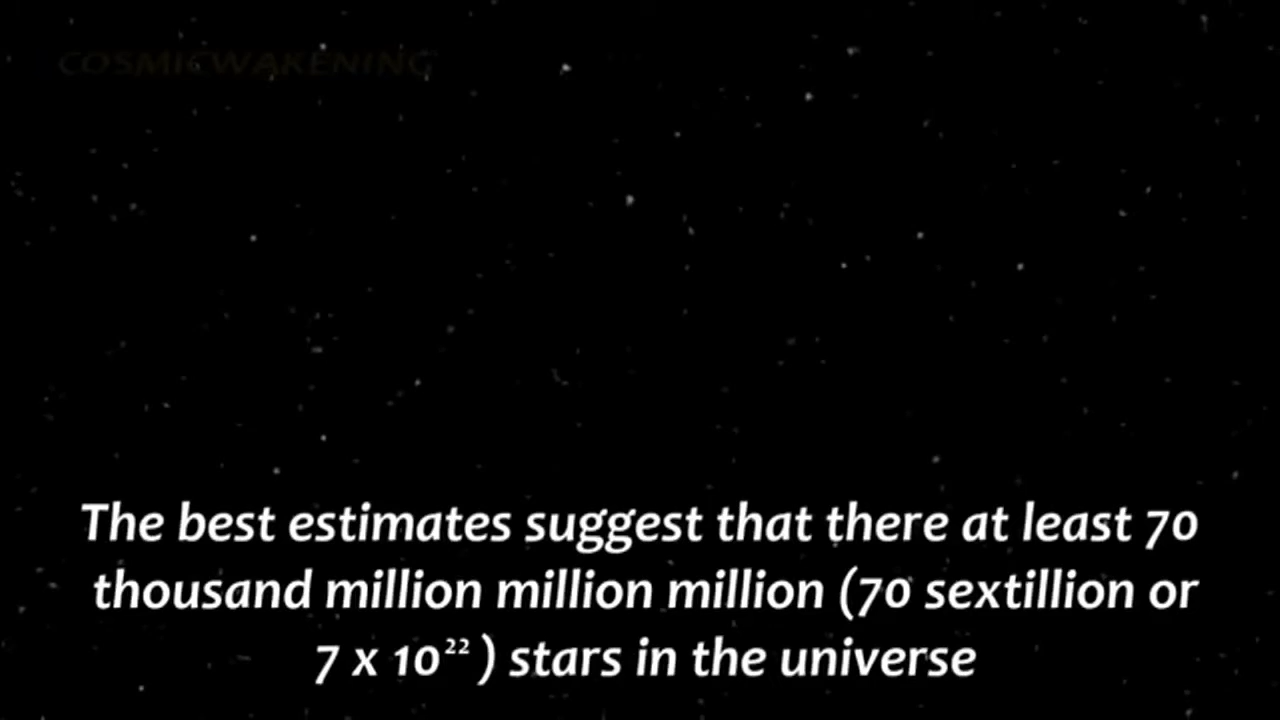 COSMICWAKENING
The best estimates suggest that there at least 70
thousand million million million (70 sextillion or
7 x 10²² ) stars in the universe